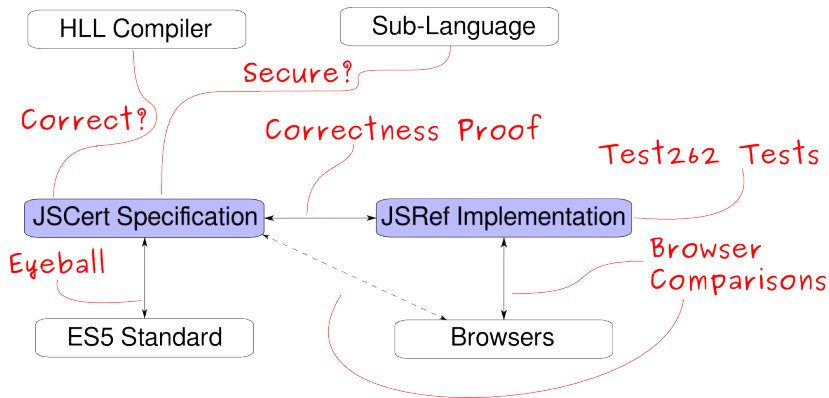 HLL Compiler
Sub-Language
Secure?
Correct?
Correctness Proof
Test262 Tests
JSCert Specification
JSRef Implementation
Eyeball
Browser
Comparisons
ES5 Standard
Browsers